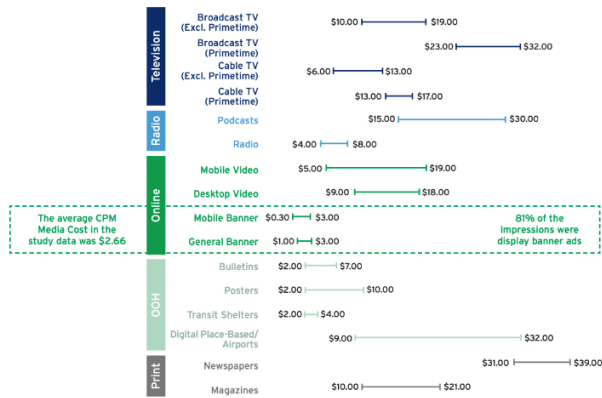 Television
Broadcast TV
(Excl. Primetime)
$10.00 $19.00
Broadcast TV
(Primetime)
$23.00 $32.00
Cable TV
(Excl. Primetime)
$6.00 $13.00
Cable TV
(Primetime)
$13.00 $17.00
Radio
Podcasts $15.00 $30.00
Radio $4.00 $8.00
Online
Mobile Video $5.00 $19.00
Desktop Video $9.00 $18.00
The average CPM
Media Cost in the
study data was $2.66
Mobile Banner $0.30 $3.00
General Banner $1.00 $3.00
81% of the
impressions were
display banner ads
OOH
Bulletins $2.00 $7.00
Posters $2.00 $10.00
Transit Shelters $2.00 $4.00
Digital Place-Based/
Airports
$9.00 $32.00
Print
Newspapers $31.00 $39.00
Magazines $10.00 $21.00